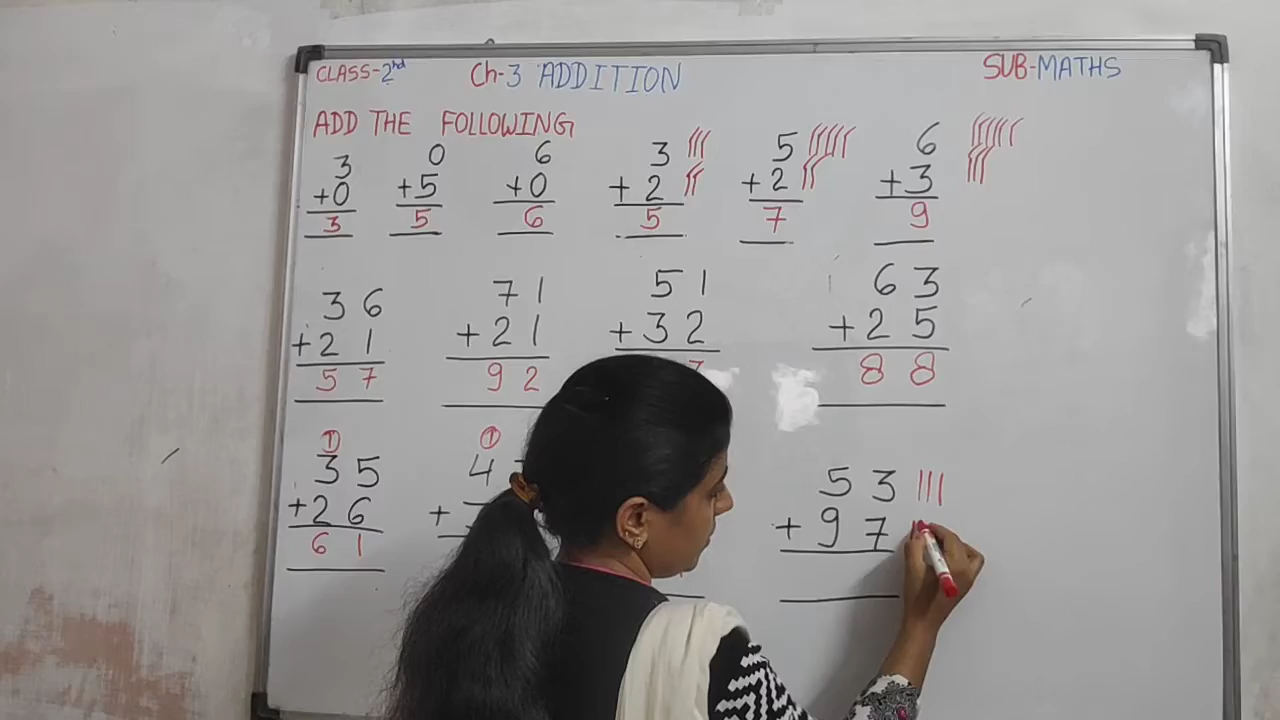 CLASS-2nd Ch-3 ADDITION SUB-MATHS
ADD THE FOLLOWING
3 0 6 3 5 6
+0 +5 +0 +2 +2 +3
3 5 6 5 7 9
36 71 51 63
+21 +21 +32 +25
57 92 88
1 1
35 4 53
+26 + +97
61